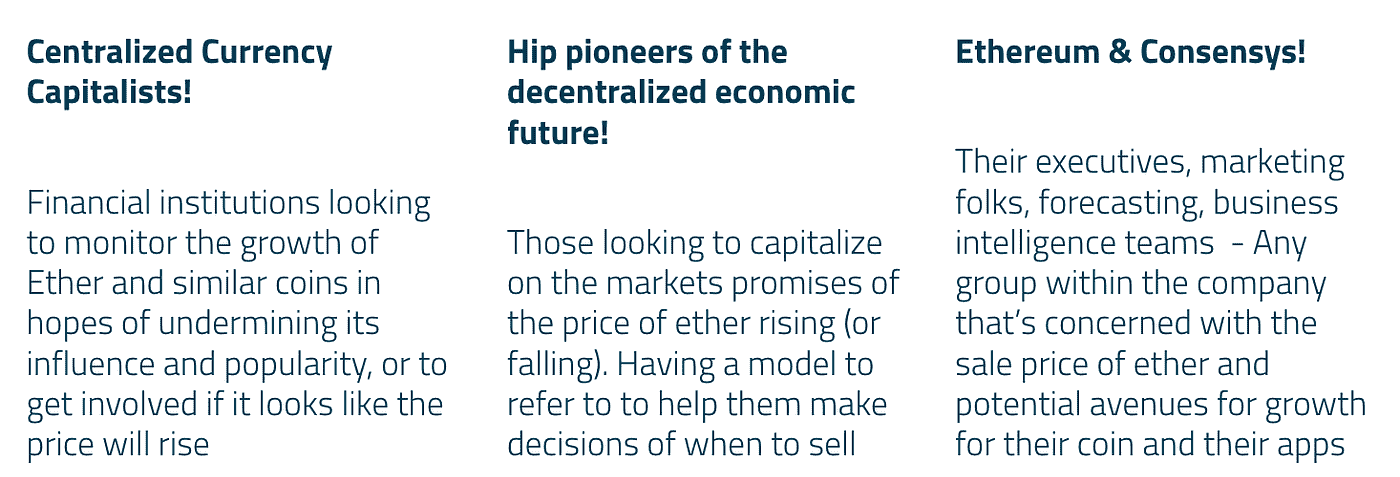 Centralized Currency
Capitalists!
Financial institutions looking
to monitor the growth of
Ether and similar coins in
hopes of undermining its
influence and popularity, or to
get involved if it looks like the
price will rise
Hip pioneers of the
decentralized economic
future!
Those looking to capitalize
on the markets promises of
the price of ether rising (or
falling). Having a model to
refer to to help them make
decisions of when to sell
Ethereum & Consensys!
Their executives, marketing
folks, forecasting, business
intelligence teams  - Any
group within the company
that’s concerned with the
sale price of ether and
potential avenues for growth
for their coin and their apps